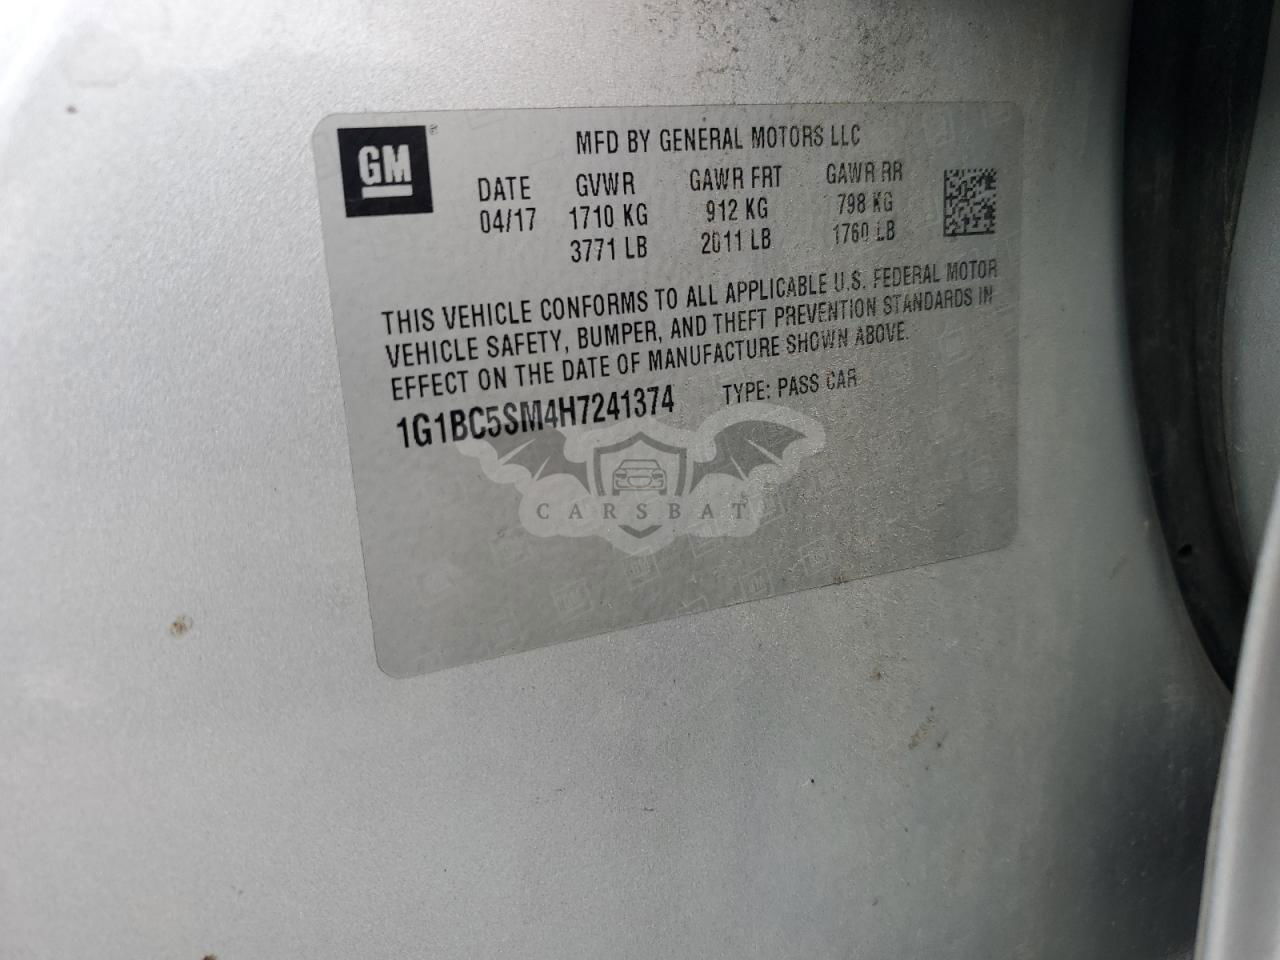 GM
MFD BY GENERAL MOTORS LLC
DATE GVWR GAWR FRT GAWR RR
04/17 1710 KG 912 KG 798 KG
3771 LB 2011 LB 1760 LB
THIS VEHICLE CONFORMS TO ALL APPLICABLE U.S. FEDERAL MOTOR
VEHICLE SAFETY, BUMPER, AND THEFT PREVENTION STANDARDS IN
EFFECT ON THE DATE OF MANUFACTURE SHOWN ABOVE.
1G1BC5SM4H7241374 TYPE: PASS CAR
CARSBAT